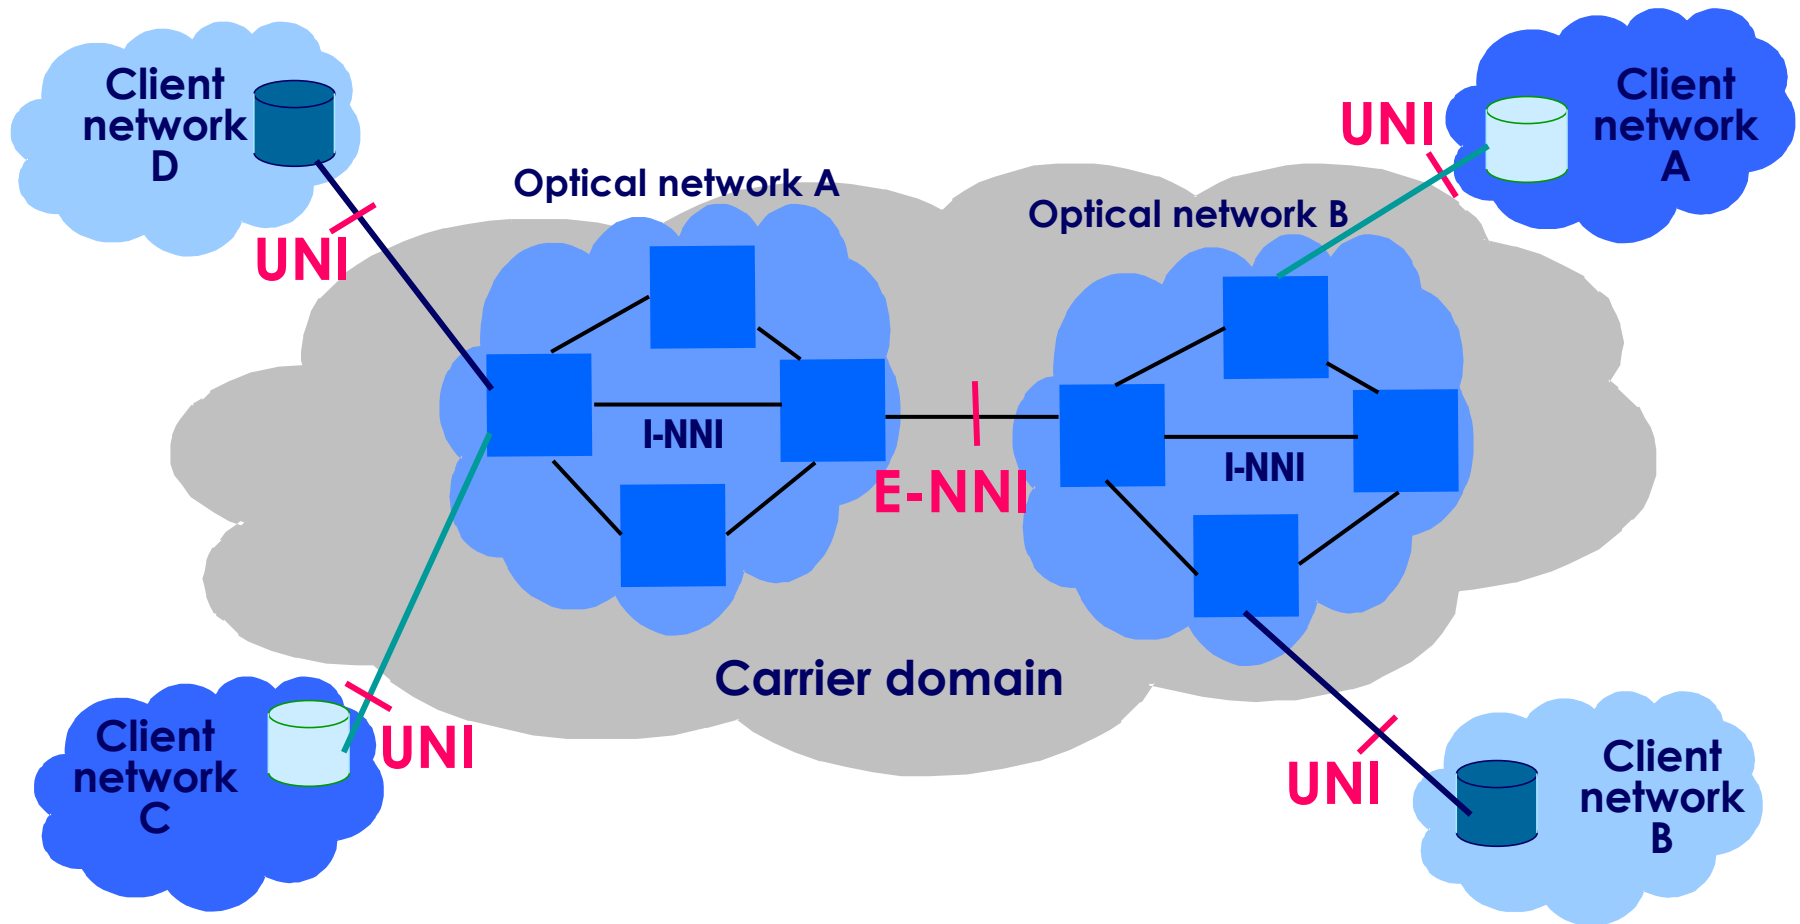 Client
network
D
UNI
Optical network A
Optical network B
UNI
Client
network
A
I-NNI
E-NNI
I-NNI
Carrier domain
Client
network
C
UNI
UNI
Client
network
B